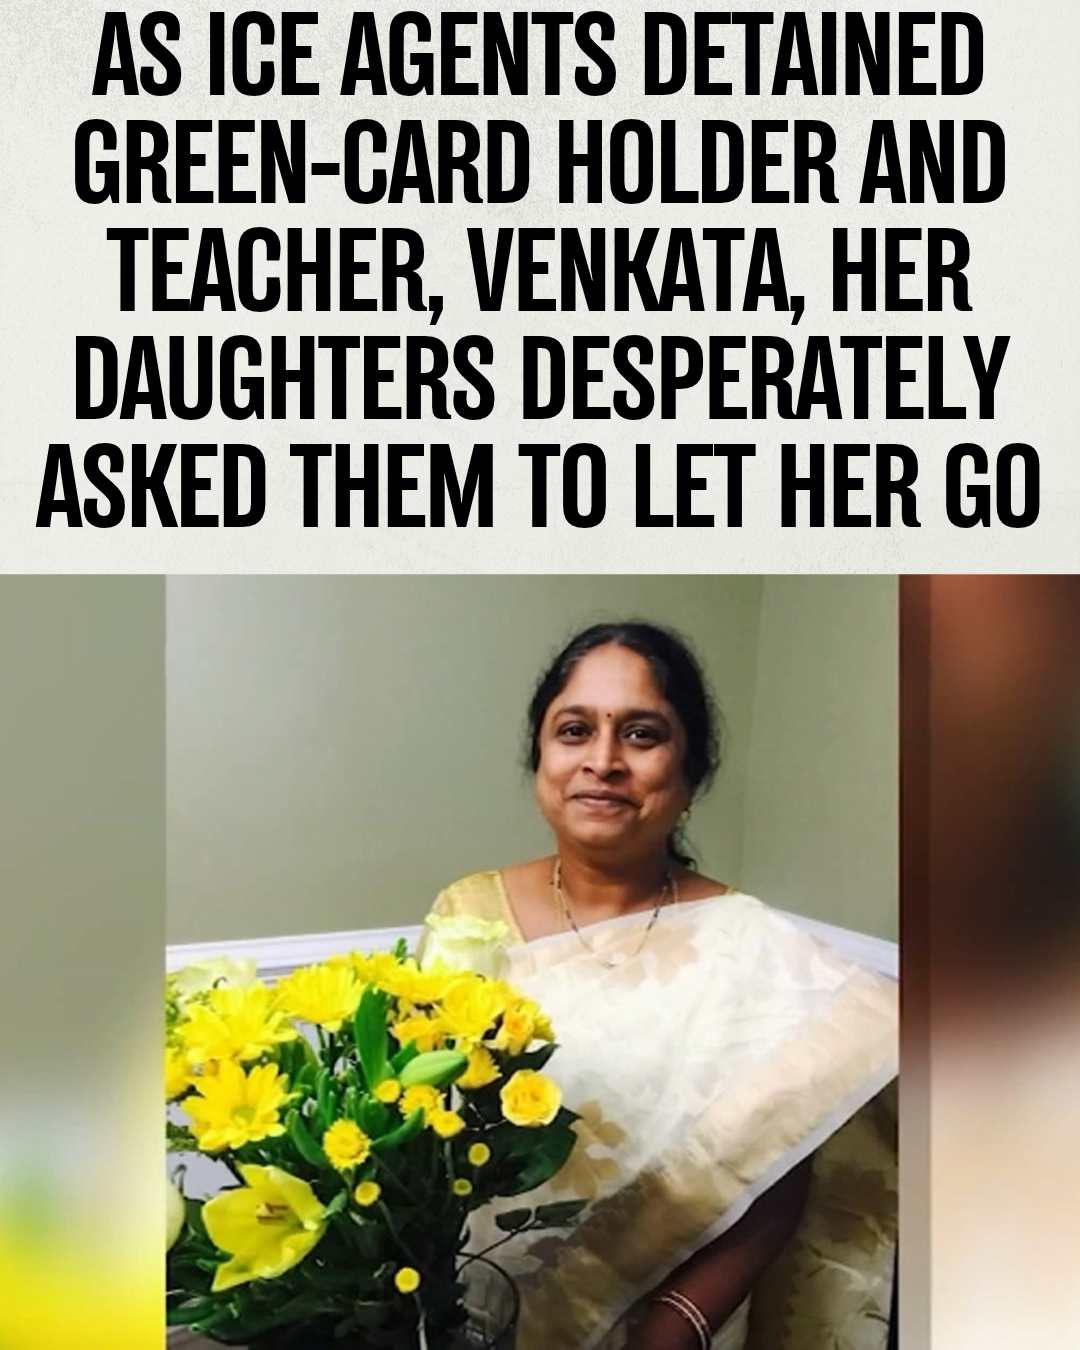 AS ICE AGENTS DETAINED
GREEN-CARD HOLDER AND
TEACHER, VENKATA, HER
DAUGHTERS DESPERATELY
ASKED THEM TO LET HER GO